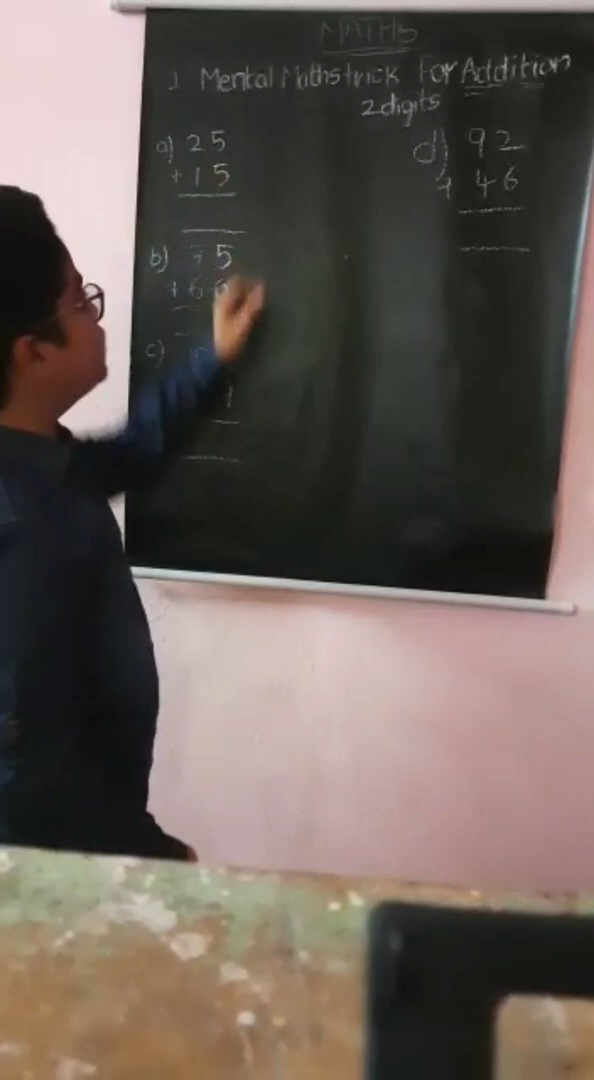 MATHS
1 Mental Maths trick For Addition
2 digits
a) 25
+ 15
b) 75
+ 6
c)
d) 92
+ 46